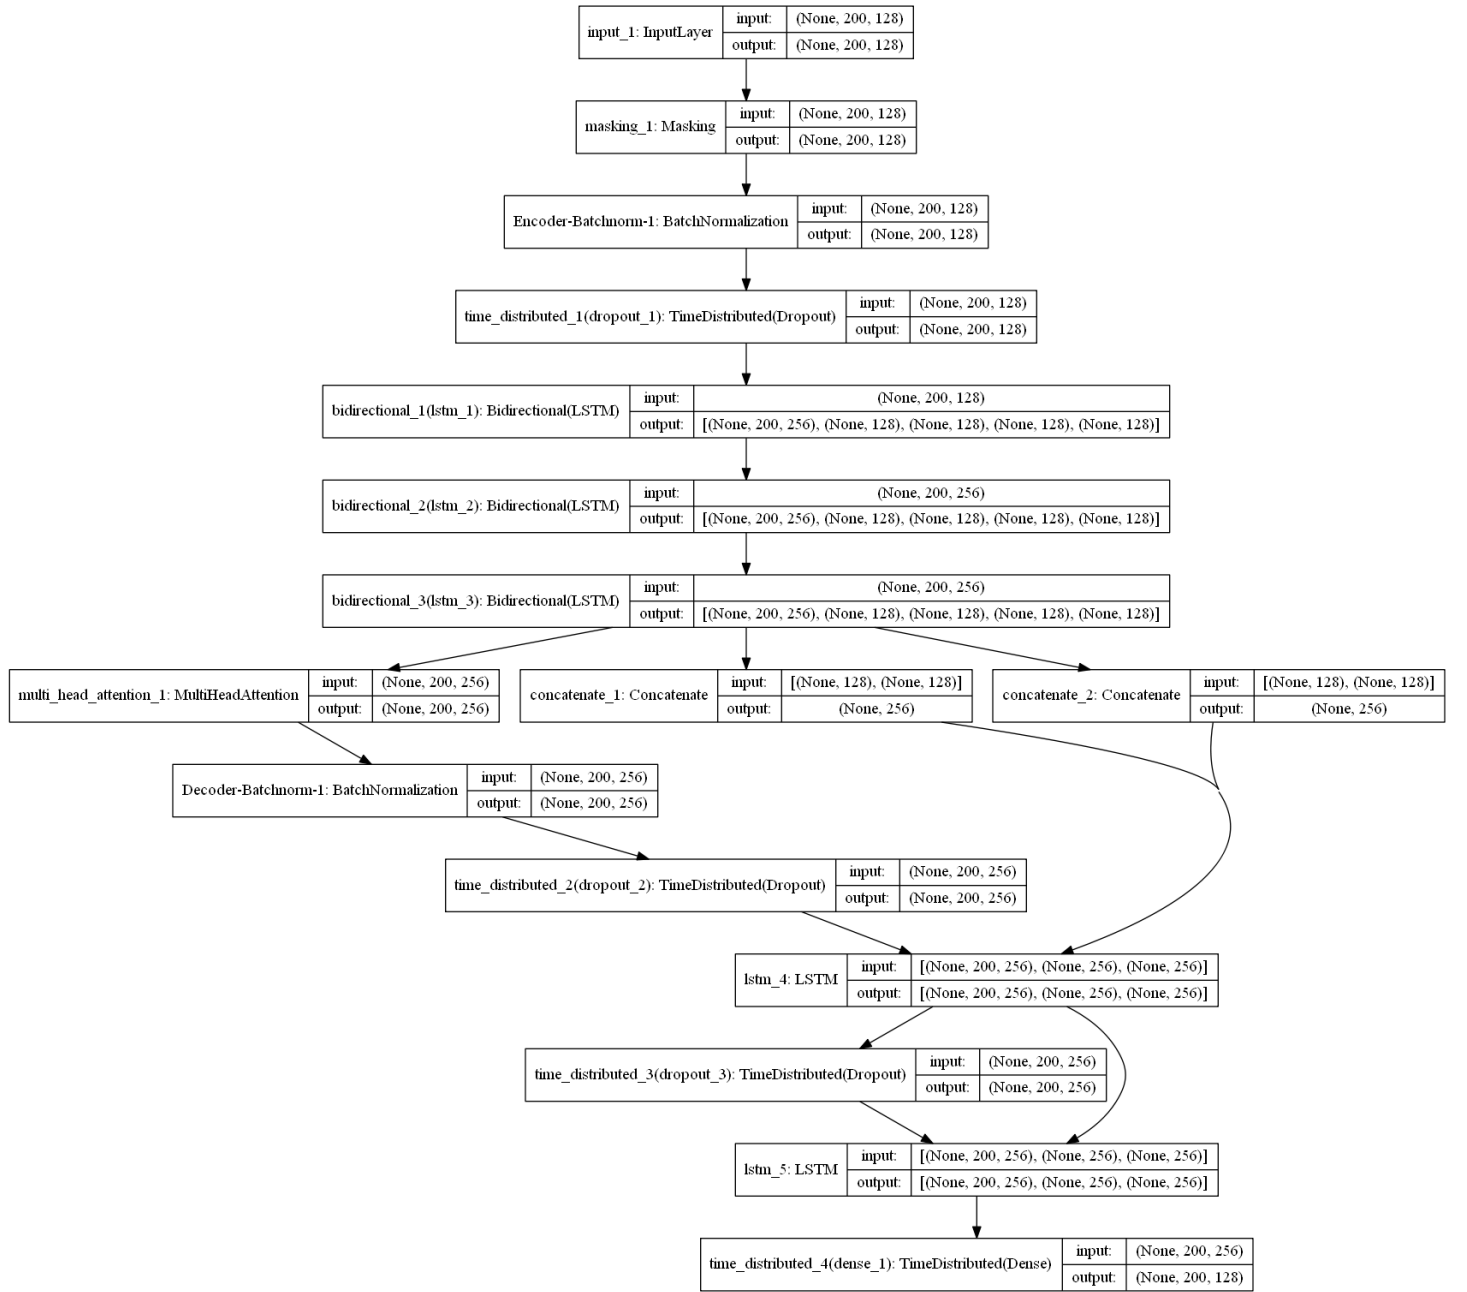 input_1: InputLayer
input: (None, 200, 128)
output: (None, 200, 128)
masking_1: Masking
input: (None, 200, 128)
output: (None, 200, 128)
Encoder-Batchnorm-1: BatchNormalization
input: (None, 200, 128)
output: (None, 200, 128)
time_distributed_1(dropout_1): TimeDistributed(Dropout)
input: (None, 200, 128)
output: (None, 200, 128)
bidirectional_1(lstm_1): Bidirectional(LSTM)
input: (None, 200, 128)
output: [(None, 200, 256), (None, 128), (None, 128), (None, 128), (None, 128)]
bidirectional_2(lstm_2): Bidirectional(LSTM)
input: (None, 200, 256)
output: [(None, 200, 256), (None, 128), (None, 128), (None, 128), (None, 128)]
bidirectional_3(lstm_3): Bidirectional(LSTM)
input: (None, 200, 256)
output: [(None, 200, 256), (None, 128), (None, 128), (None, 128), (None, 128)]
multi_head_attention_1: MultiHeadAttention
input: (None, 200, 256)
output: (None, 200, 256)
concatenate_1: Concatenate
input: [(None, 128), (None, 128)]
output: (None, 256)
concatenate_2: Concatenate
input: [(None, 128), (None, 128)]
output: (None, 256)
Decoder-Batchnorm-1: BatchNormalization
input: (None, 200, 256)
output: (None, 200, 256)
time_distributed_2(dropout_2): TimeDistributed(Dropout)
input: (None, 200, 256)
output: (None, 200, 256)
lstm_4: LSTM
input: [(None, 200, 256), (None, 256), (None, 256)]
output: [(None, 200, 256), (None, 256), (None, 256)]
time_distributed_3(dropout_3): TimeDistributed(Dropout)
input: (None, 200, 256)
output: (None, 200, 256)
lstm_5: LSTM
input: [(None, 200, 256), (None, 256), (None, 256)]
output: [(None, 200, 256), (None, 256), (None, 256)]
time_distributed_4(dense_1): TimeDistributed(Dense)
input: (None, 200, 256)
output: (None, 200, 128)